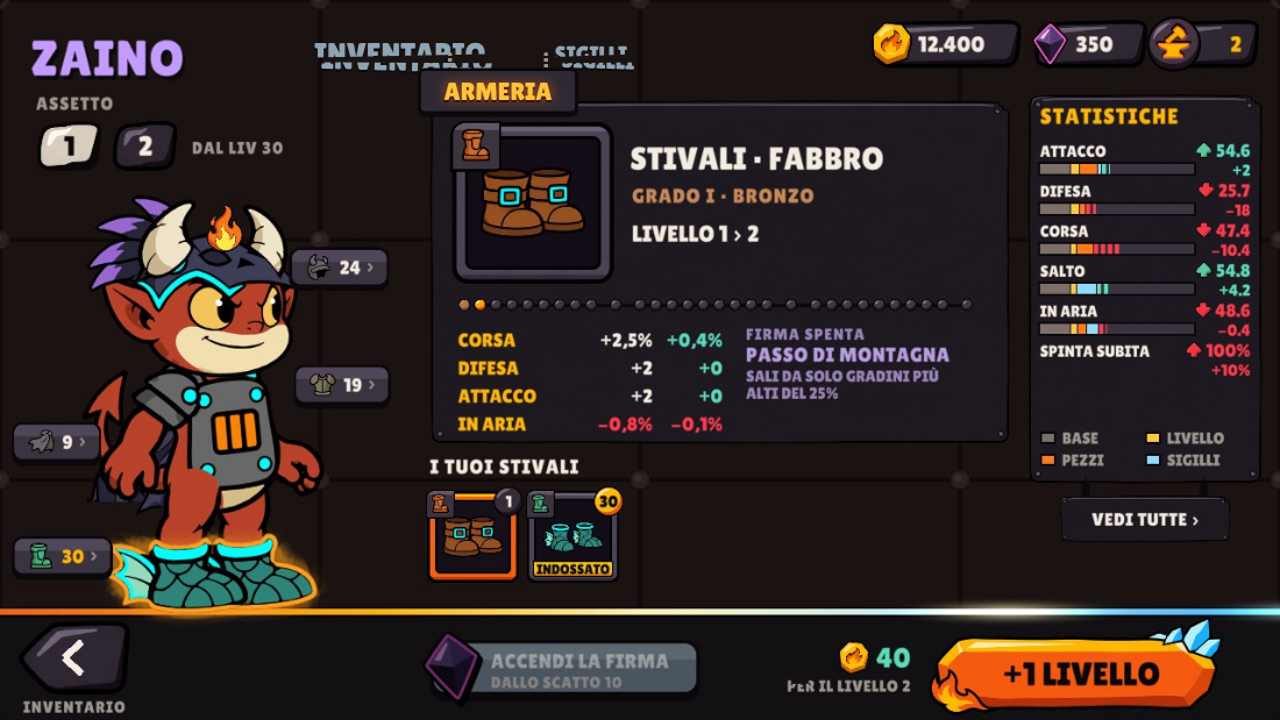 ZAINO
INVENTARIO
SIGILLI
12.400
350
2
ARMERIA
ASSETTO
1
2
DAL LIV 30
STIVALI · FABBRO
GRADO I · BRONZO
LIVELLO 1 › 2
24 ›
19 ›
9 ›
30 ›
CORSA +2,5% +0,4%
DIFESA +2 +0
ATTACCO +2 +0
IN ARIA −0,8% −0,1%
FIRMA SPENTA
PASSO DI MONTAGNA
SALI DA SOLO GRADINI PIÙ
ALTI DEL 25%
I TUOI STIVALI
1
30
INDOSSATO
STATISTICHE
ATTACCO 54.6
+2
DIFESA 25.7
−18
CORSA 47.4
−10.4
SALTO 54.8
+4.2
IN ARIA 48.6
−0.4
SPINTA SUBITA 100%
+10%
BASE LIVELLO
PEZZI SIGILLI
VEDI TUTTE ›
INVENTARIO
ACCENDI LA FIRMA
DALLO SCATTO 10
40
PER IL LIVELLO 2
+1 LIVELLO